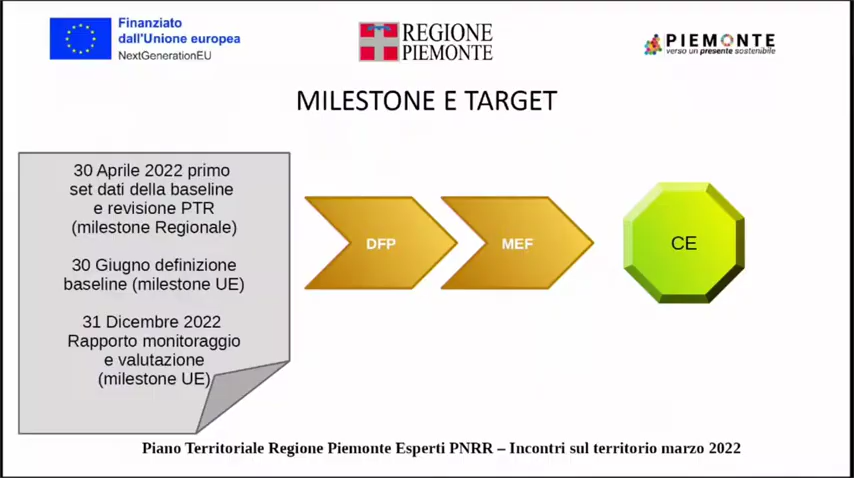 Finanziato
dall'Unione europea
NextGenerationEU
REGIONE
PIEMONTE
PIEMONTE
verso un presente sostenibile
MILESTONE E TARGET
30 Aprile 2022 primo
set dati della baseline
e revisione PTR
(milestone Regionale)
30 Giugno definizione
baseline (milestone UE)
31 Dicembre 2022
Rapporto monitoraggio
e valutazione
(milestone UE)
DFP
MEF
CE
Piano Territoriale Regione Piemonte Esperti PNRR – Incontri sul territorio marzo 2022